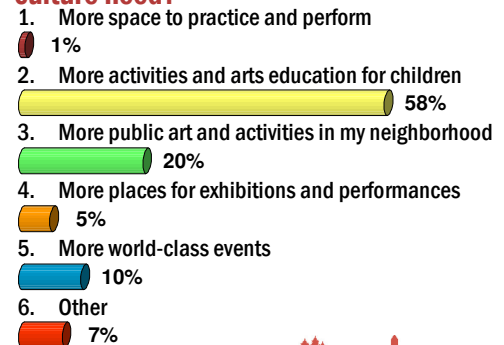 culture need?
1. More space to practice and perform
1%
2. More activities and arts education for children
58%
3. More public art and activities in my neighborhood
20%
4. More places for exhibitions and performances
5%
5. More world-class events
10%
6. Other
7%